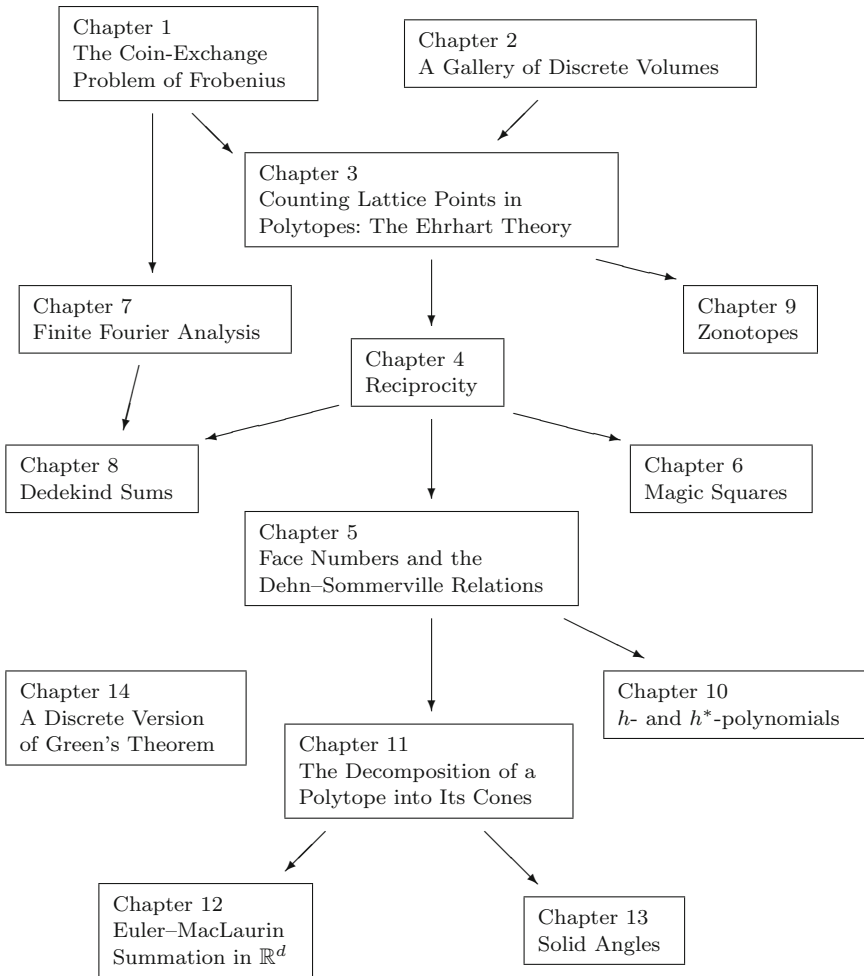 Chapter 1
The Coin-Exchange
Problem of Frobenius
Chapter 2
A Gallery of Discrete Volumes
Chapter 3
Counting Lattice Points in
Polytopes: The Ehrhart Theory
Chapter 7
Finite Fourier Analysis
Chapter 9
Zonotopes
Chapter 4
Reciprocity
Chapter 8
Dedekind Sums
Chapter 6
Magic Squares
Chapter 5
Face Numbers and the
Dehn–Sommerville Relations
Chapter 14
A Discrete Version
of Green's Theorem
Chapter 10
h- and h*-polynomials
Chapter 11
The Decomposition of a
Polytope into Its Cones
Chapter 12
Euler–MacLaurin
Summation in ℝᵈ
Chapter 13
Solid Angles